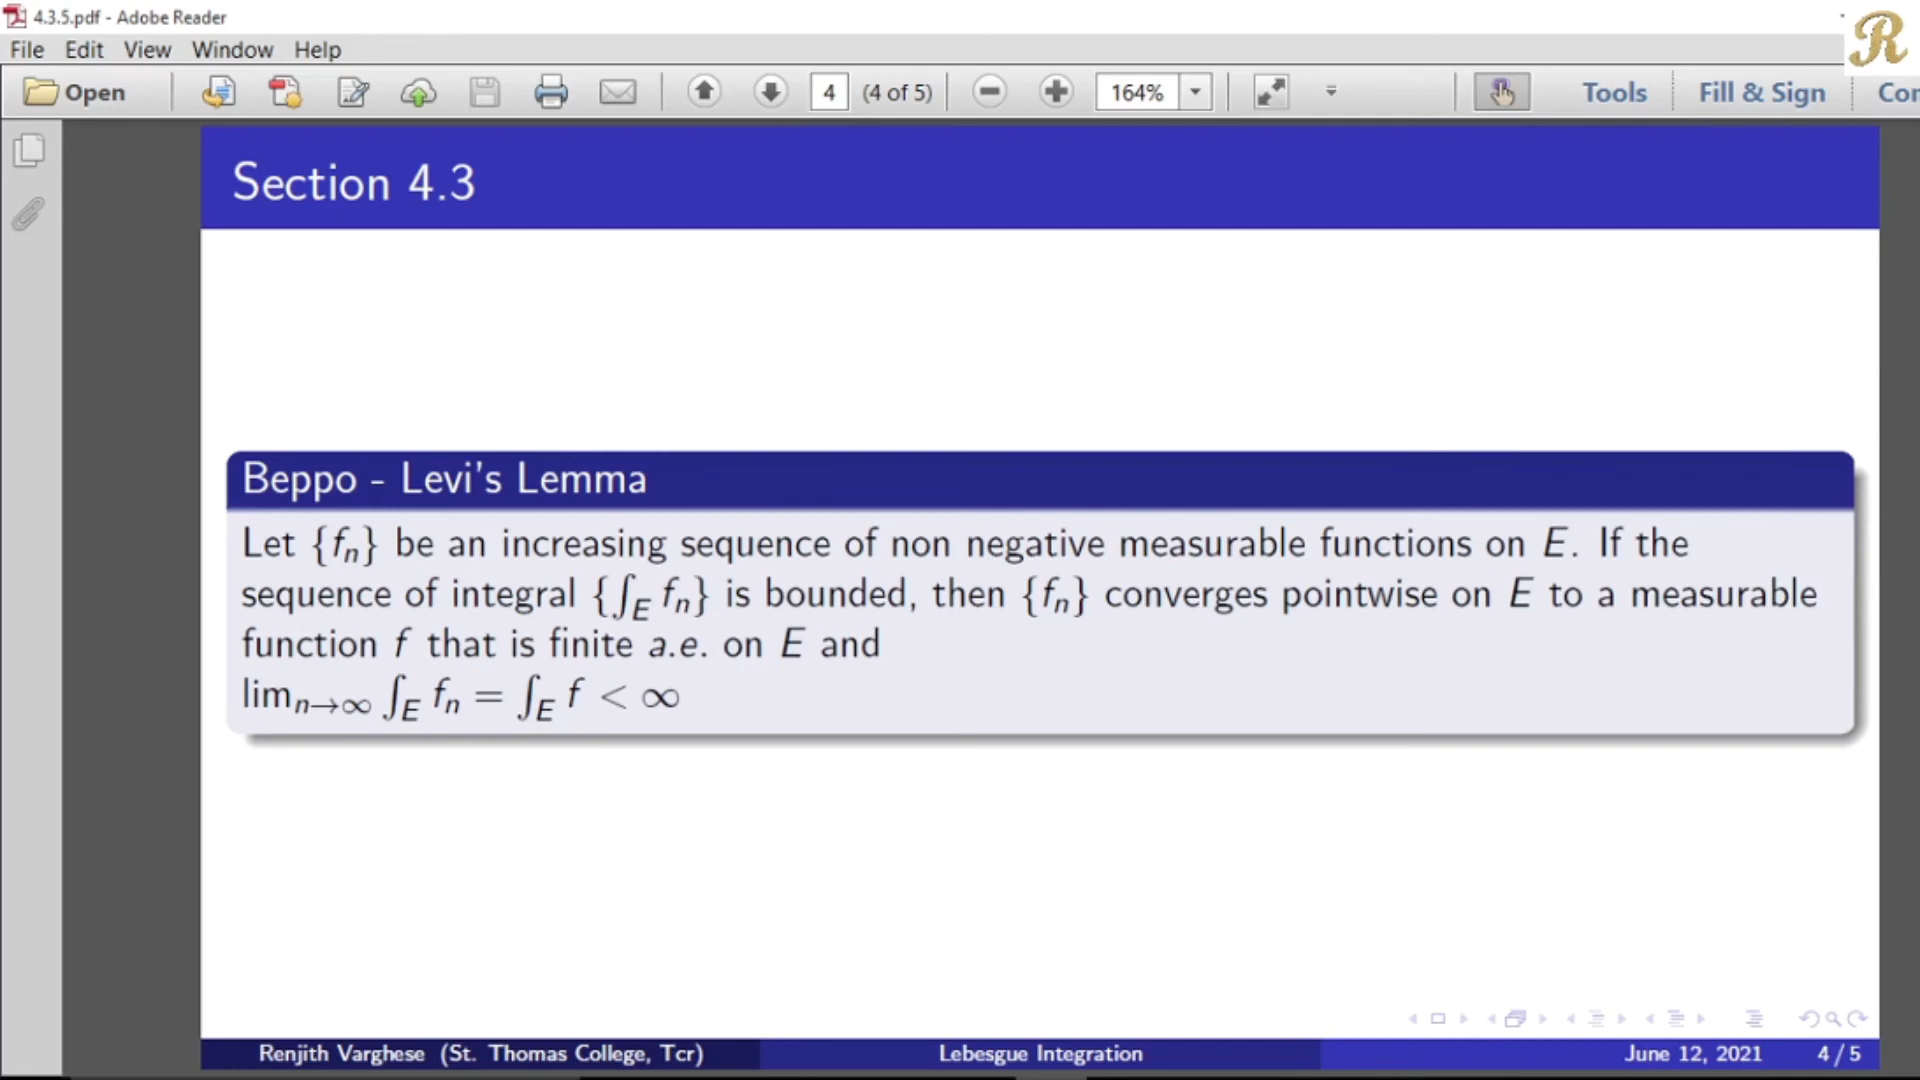 4.3.5.pdf - Adobe Reader
File Edit View Window Help
Open 4 (4 of 5) 164% Tools Fill & Sign
R
Section 4.3
Beppo - Levi's Lemma
Let {fₙ} be an increasing sequence of non negative measurable functions on E. If the
sequence of integral {∫_E fₙ} is bounded, then {fₙ} converges pointwise on E to a measurable
function f that is finite a.e. on E and
lim_{n→∞} ∫_E fₙ = ∫_E f < ∞
Renjith Varghese (St. Thomas College, Tcr) Lebesgue Integration June 12, 2021 4 / 5